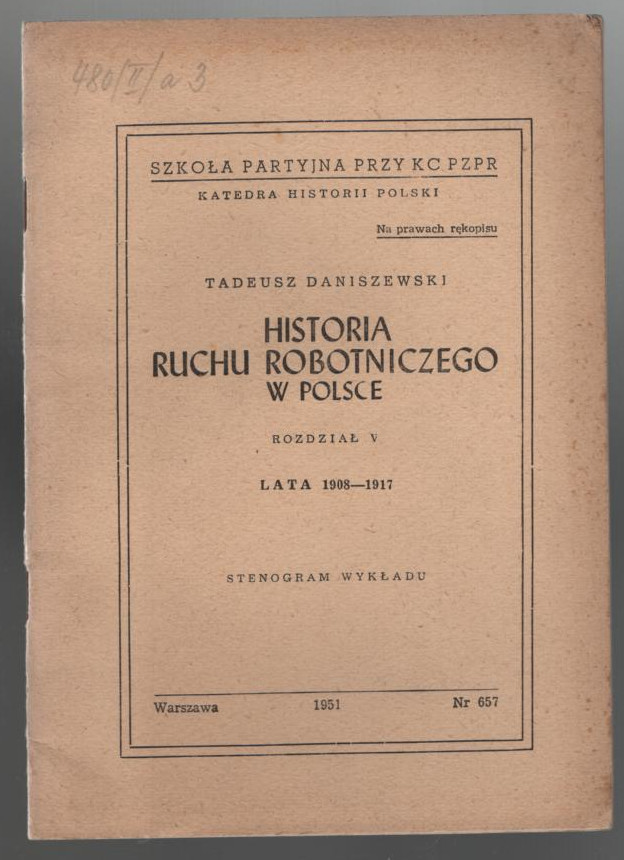 480/II/a 3
SZKOŁA PARTYJNA PRZY KC PZPR
KATEDRA HISTORII POLSKI
Na prawach rękopisu
TADEUSZ DANISZEWSKI
HISTORIA
RUCHU ROBOTNICZEGO
W POLSCE
ROZDZIAŁ V
LATA 1908—1917
STENOGRAM WYKŁADU
Warszawa 1951 Nr 657